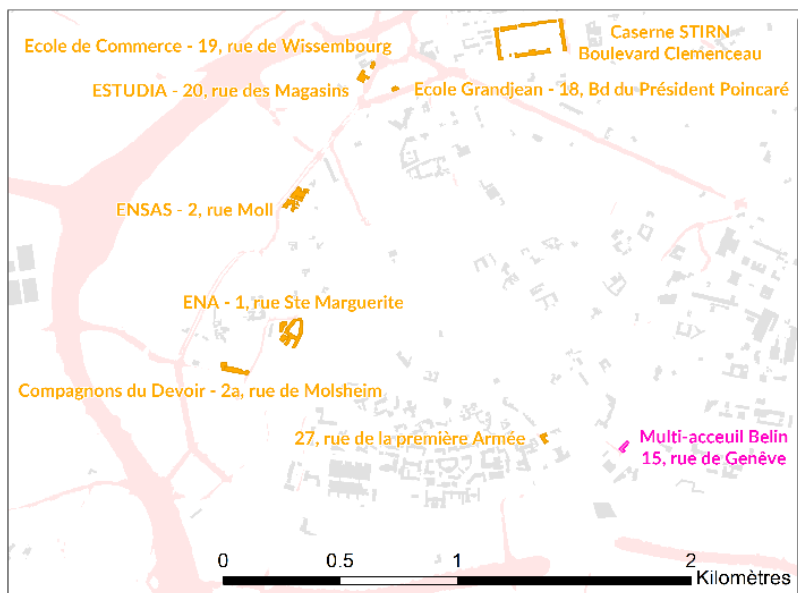 Caserne STIRN
Boulevard Clemenceau
Ecole de Commerce - 19, rue de Wissembourg
ESTUDIA - 20, rue des Magasins
Ecole Grandjean - 18, Bd du Président Poincaré
ENSAS - 2, rue Moll
ENA - 1, rue Ste Marguerite
Compagnons du Devoir - 2a, rue de Molsheim
27, rue de la première Armée
Multi-acceuil Belin
15, rue de Genêve
0 0.5 1 2
Kilomètres